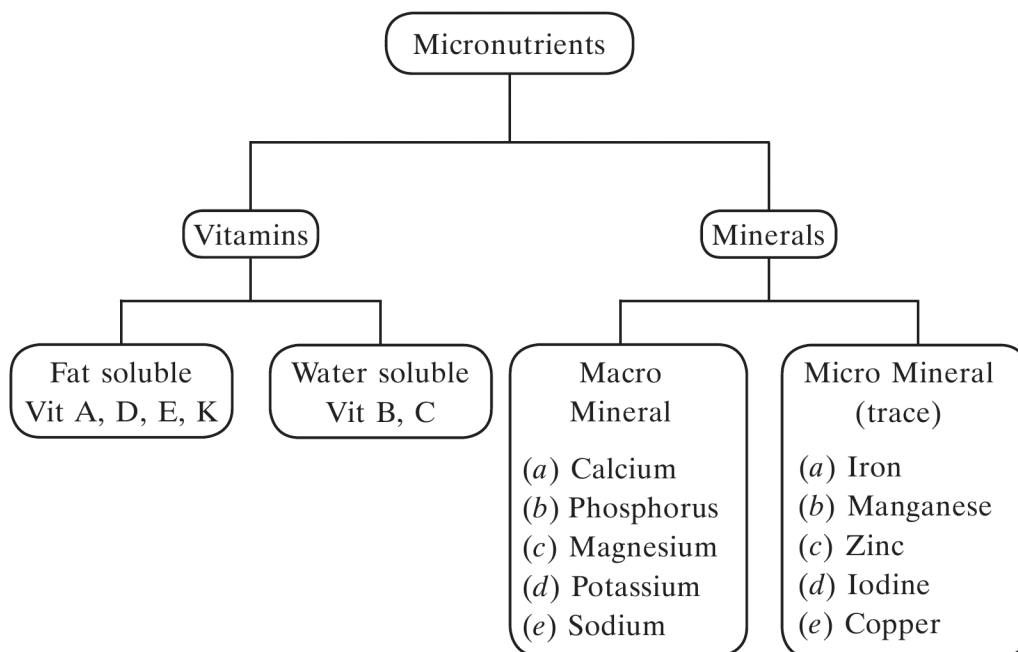 Micronutrients
Vitamins
Minerals
Fat soluble
Vit A, D, E, K
Water soluble
Vit B, C
Macro
Mineral
(a) Calcium
(b) Phosphorus
(c) Magnesium
(d) Potassium
(e) Sodium
Micro Mineral
(trace)
(a) Iron
(b) Manganese
(c) Zinc
(d) Iodine
(e) Copper